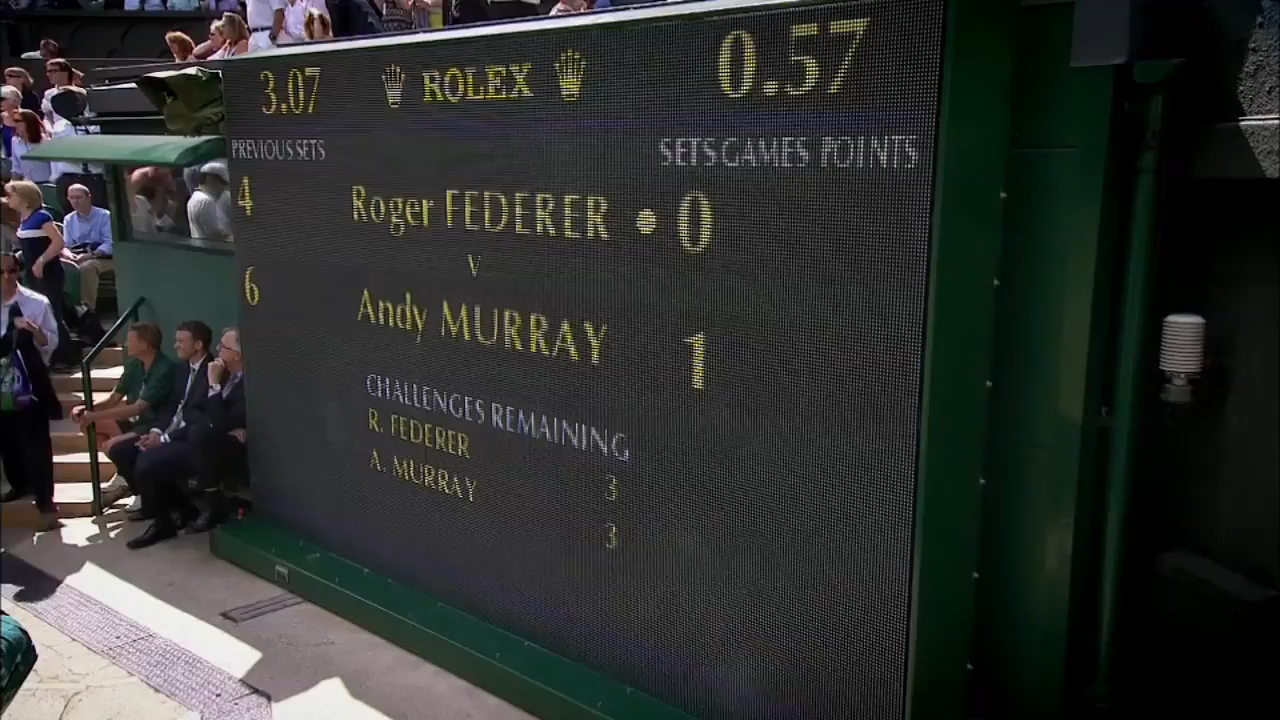 3.07 ROLEX 0.57
PREVIOUS SETS SETS GAMES POINTS
4 Roger FEDERER 0
v
6 Andy MURRAY 1
CHALLENGES REMAINING
R. FEDERER 3
A. MURRAY 3